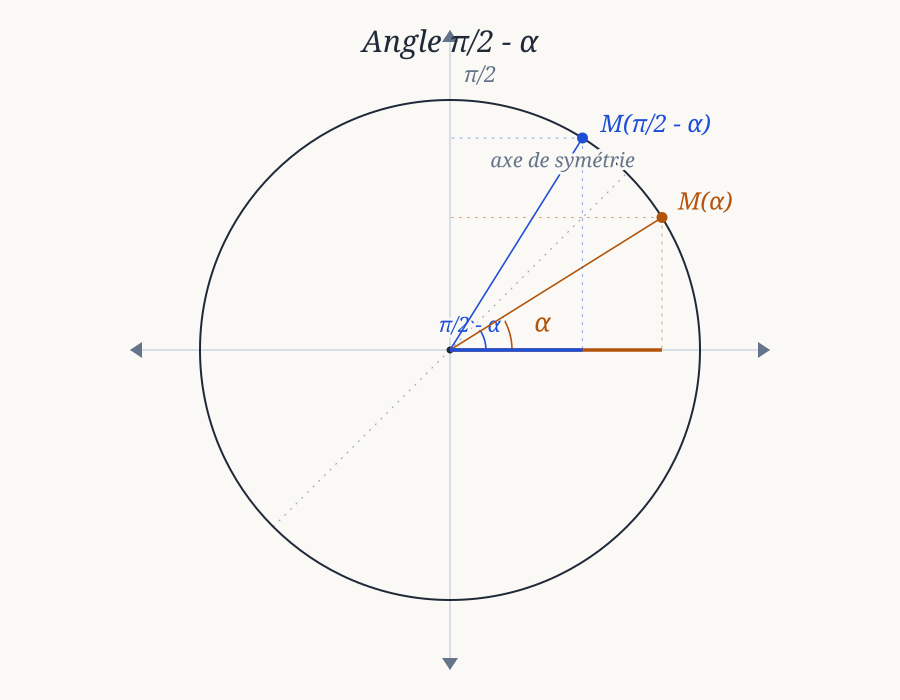 Angle π/2 - α
π/2
M(π/2 - α)
axe de symétrie
M(α)
π/2 - α
α